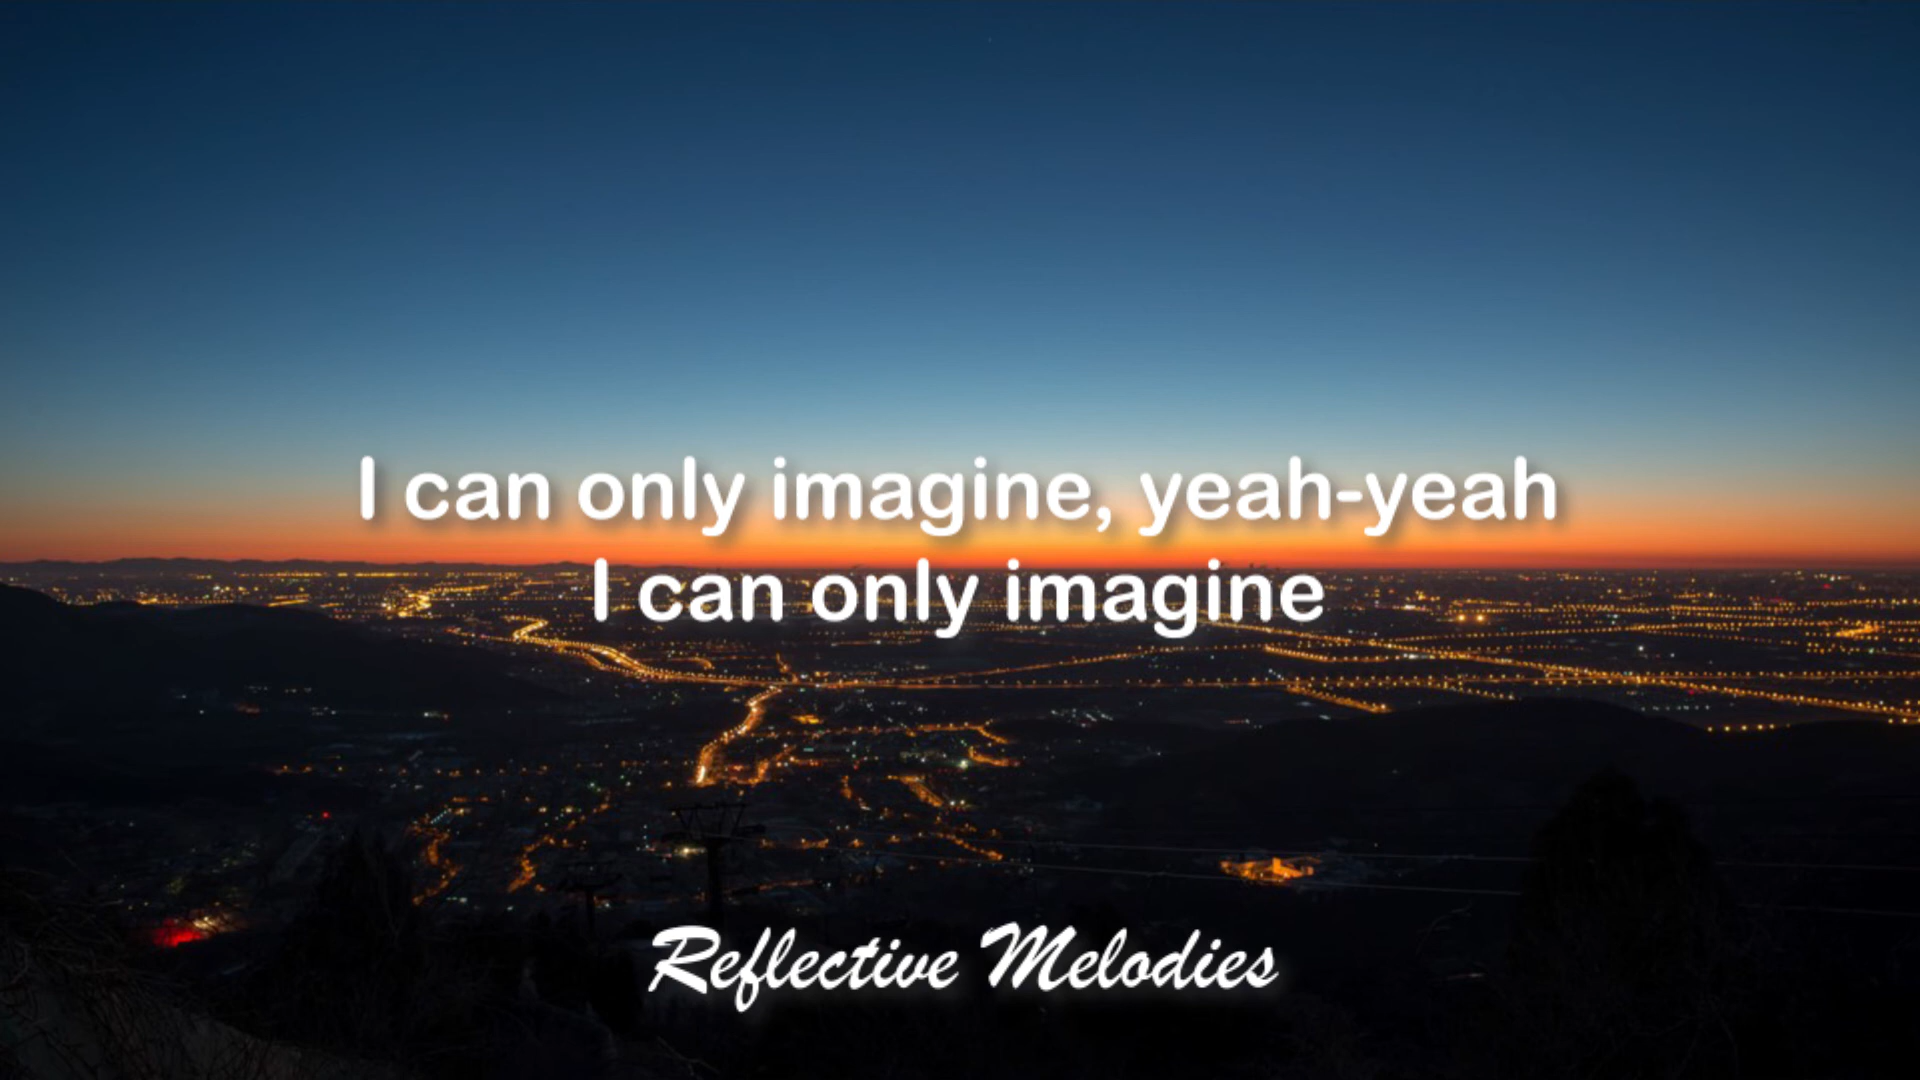 I can only imagine, yeah-yeah
I can only imagine
Reflective Melodies